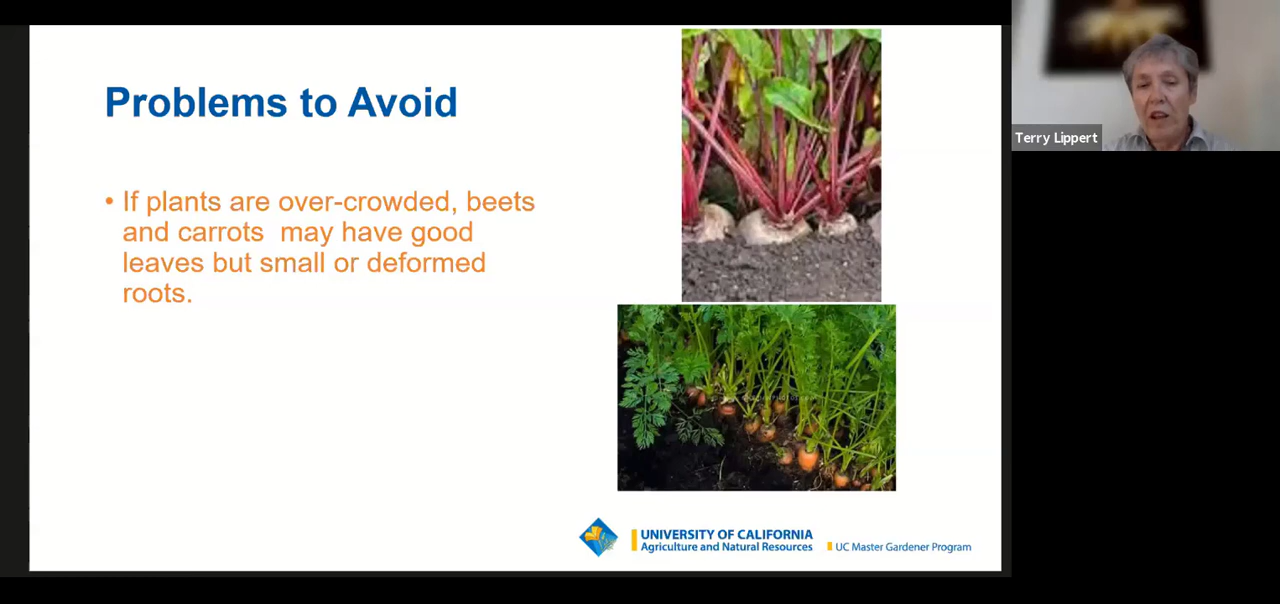 Problems to Avoid
• If plants are over-crowded, beets
and carrots may have good
leaves but small or deformed
roots.
UNIVERSITY OF CALIFORNIA
Agriculture and Natural Resources
UC Master Gardener Program
Terry Lippert